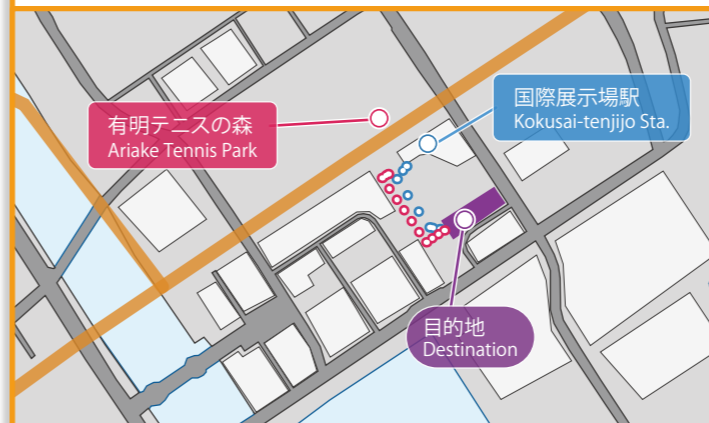 有明テニスの森
Ariake Tennis Park
国際展示場駅
Kokusai-tenjijo Sta.
目的地
Destination